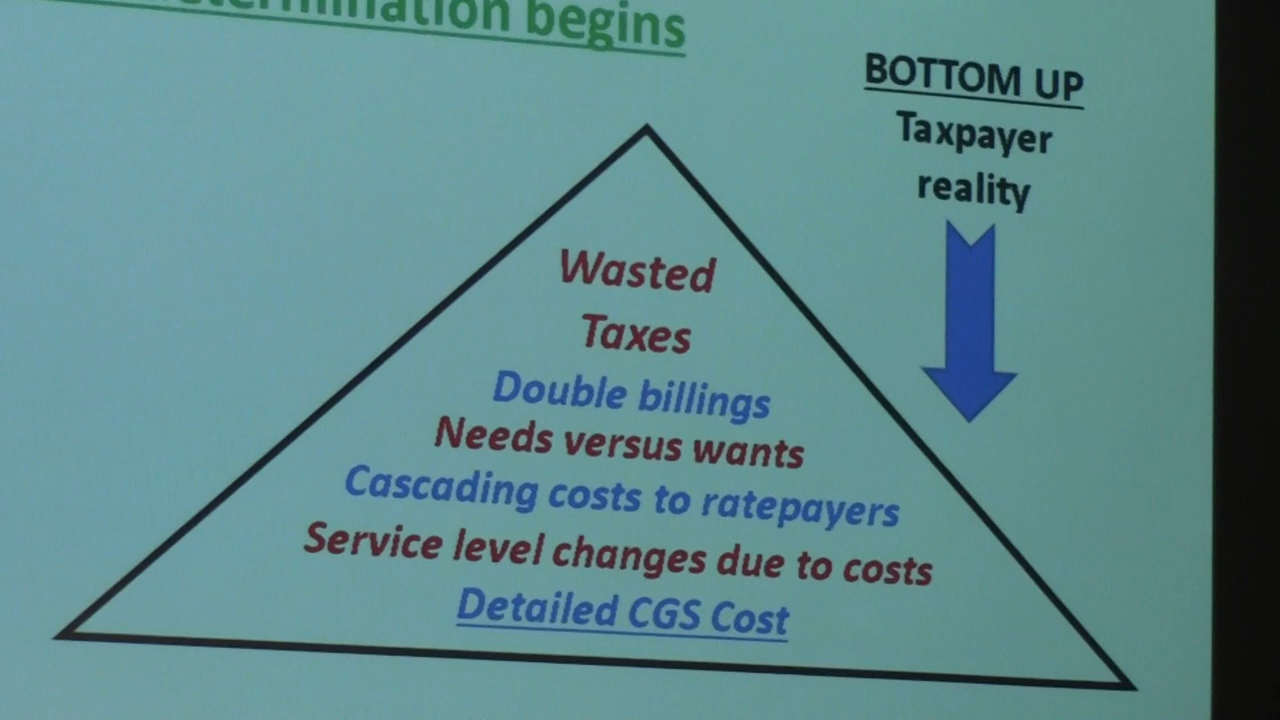 begins
BOTTOM UP
Taxpayer
reality
Wasted
Taxes
Double billings
Needs versus wants
Cascading costs to ratepayers
Service level changes due to costs
Detailed CGS Cost